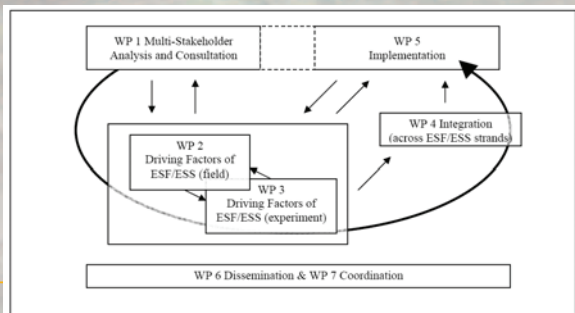 WP 1 Multi-Stakeholder
Analysis and Consultation
WP 5
Implementation
WP 4 Integration
(across ESF/ESS strands)
WP 2
Driving Factors of
ESF/ESS (field)
WP 3
Driving Factors of
ESF/ESS (experiment)
WP 6 Dissemination & WP 7 Coordination